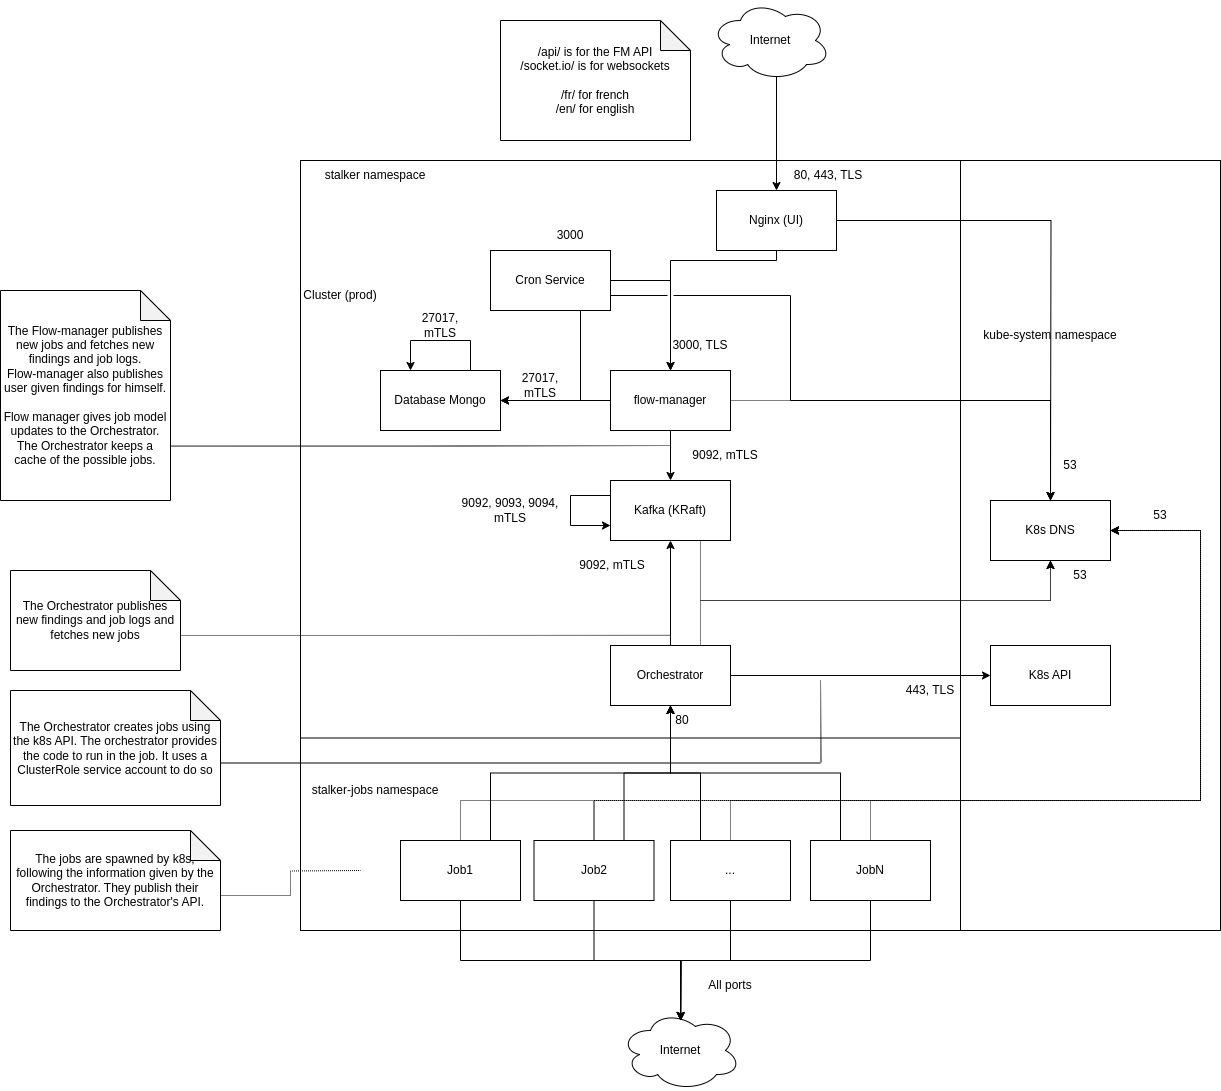 /api/ is for the FM API
/socket.io/ is for websockets
/fr/ for french
/en/ for english
Internet
stalker namespace
80, 443, TLS
Nginx (UI)
3000
Cron Service
Cluster (prod)
27017,
mTLS
kube-system namespace
3000, TLS
The Flow-manager publishes
new jobs and fetches new
findings and job logs.
Flow-manager also publishes
user given findings for himself.
Flow manager gives job model
updates to the Orchestrator.
The Orchestrator keeps a
cache of the possible jobs.
Database Mongo
27017,
mTLS
flow-manager
9092, mTLS
53
9092, 9093, 9094,
mTLS
Kafka (KRaft)
K8s DNS
53
9092, mTLS
53
The Orchestrator publishes
new findings and job logs and
fetches new jobs
Orchestrator
443, TLS
K8s API
80
The Orchestrator creates jobs using
the k8s API. The orchestrator provides
the code to run in the job. It uses a
ClusterRole service account to do so
stalker-jobs namespace
The jobs are spawned by k8s,
following the information given by the
Orchestrator. They publish their
findings to the Orchestrator's API.
Job1
Job2
...
JobN
All ports
Internet